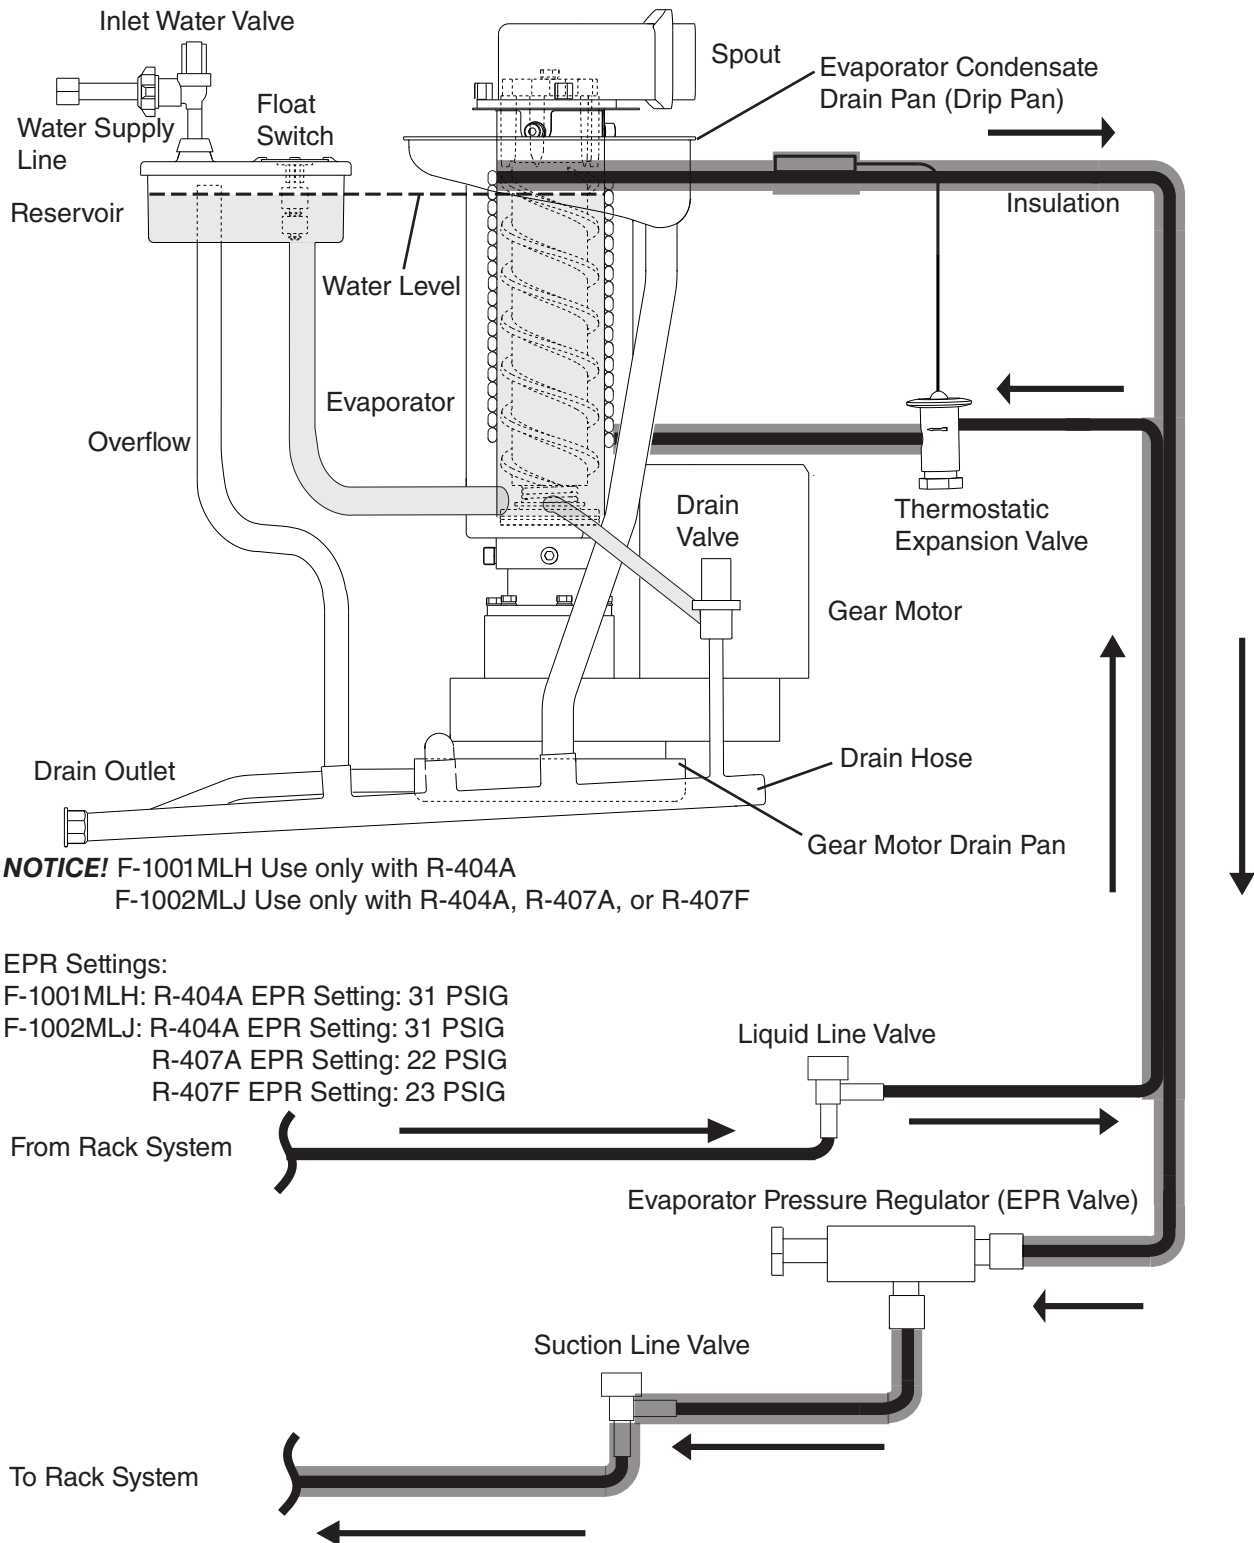 Inlet Water Valve
Spout
Evaporator Condensate
Drain Pan (Drip Pan)
Float
Switch
Water Supply
Line
Reservoir
Insulation
Water Level
Evaporator
Overflow
Drain
Valve
Thermostatic
Expansion Valve
Gear Motor
Drain Outlet
Drain Hose
Gear Motor Drain Pan
NOTICE! F-1001MLH Use only with R-404A
F-1002MLJ Use only with R-404A, R-407A, or R-407F
EPR Settings:
F-1001MLH: R-404A EPR Setting: 31 PSIG
F-1002MLJ: R-404A EPR Setting: 31 PSIG
R-407A EPR Setting: 22 PSIG
R-407F EPR Setting: 23 PSIG
Liquid Line Valve
From Rack System
Evaporator Pressure Regulator (EPR Valve)
Suction Line Valve
To Rack System